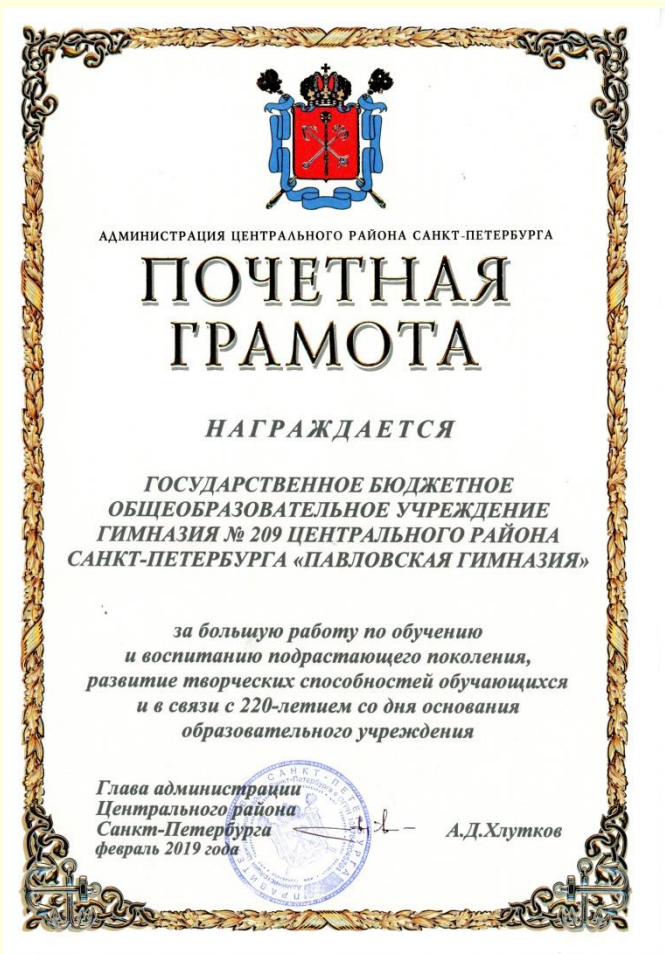 АДМИНИСТРАЦИЯ ЦЕНТРАЛЬНОГО РАЙОНА САНКТ-ПЕТЕРБУРГА
ПОЧЕТНАЯ
ГРАМОТА
НАГРАЖДАЕТСЯ
ГОСУДАРСТВЕННОЕ БЮДЖЕТНОЕ
ОБЩЕОБРАЗОВАТЕЛЬНОЕ УЧРЕЖДЕНИЕ
ГИМНАЗИЯ № 209 ЦЕНТРАЛЬНОГО РАЙОНА
САНКТ-ПЕТЕРБУРГА «ПАВЛОВСКАЯ ГИМНАЗИЯ»
за большую работу по обучению
и воспитанию подрастающего поколения,
развитие творческих способностей обучающихся
и в связи с 220-летием со дня основания
образовательного учреждения
Глава администрации
Центрального района
Санкт-Петербурга А.Д.Хлутков
февраль 2019 года